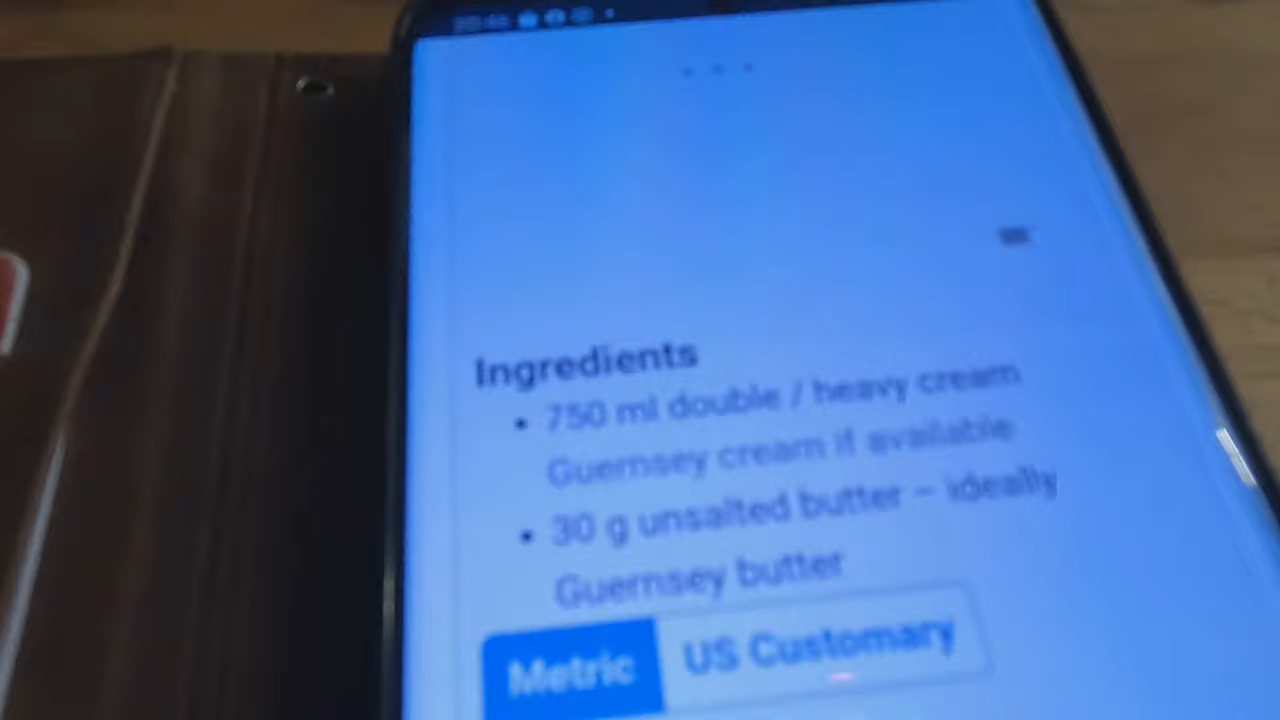 Ingredients
• 750 ml double / heavy cream
Guernsey cream if available
• 30 g unsalted butter – ideally
Guernsey butter
Metric
US Customary